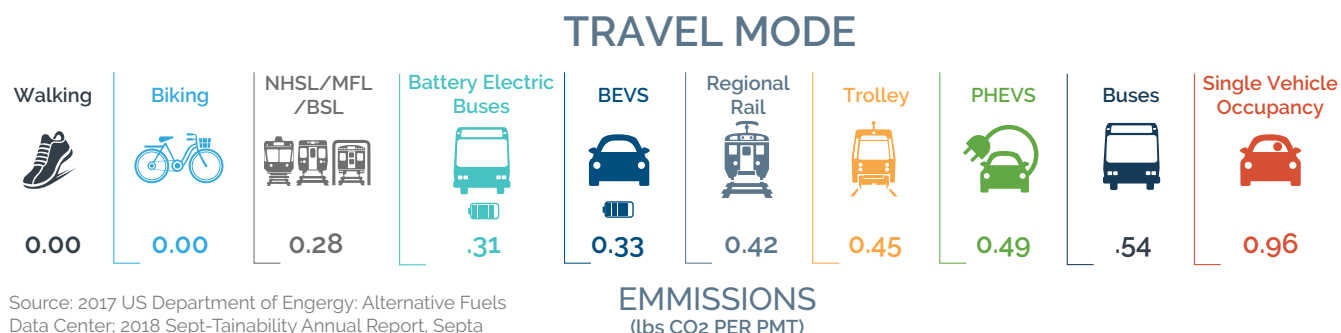 TRAVEL MODE
Walking
0.00
Biking
0.00
NHSL/MFL
/BSL
0.28
Battery Electric
Buses
.31
BEVS
0.33
Regional
Rail
0.42
Trolley
0.45
PHEVS
0.49
Buses
.54
Single Vehicle
Occupancy
0.96
Source: 2017 US Department of Engergy: Alternative Fuels
Data Center; 2018 Sept-Tainability Annual Report, Septa
EMMISSIONS
(lbs CO2 PER PMT)